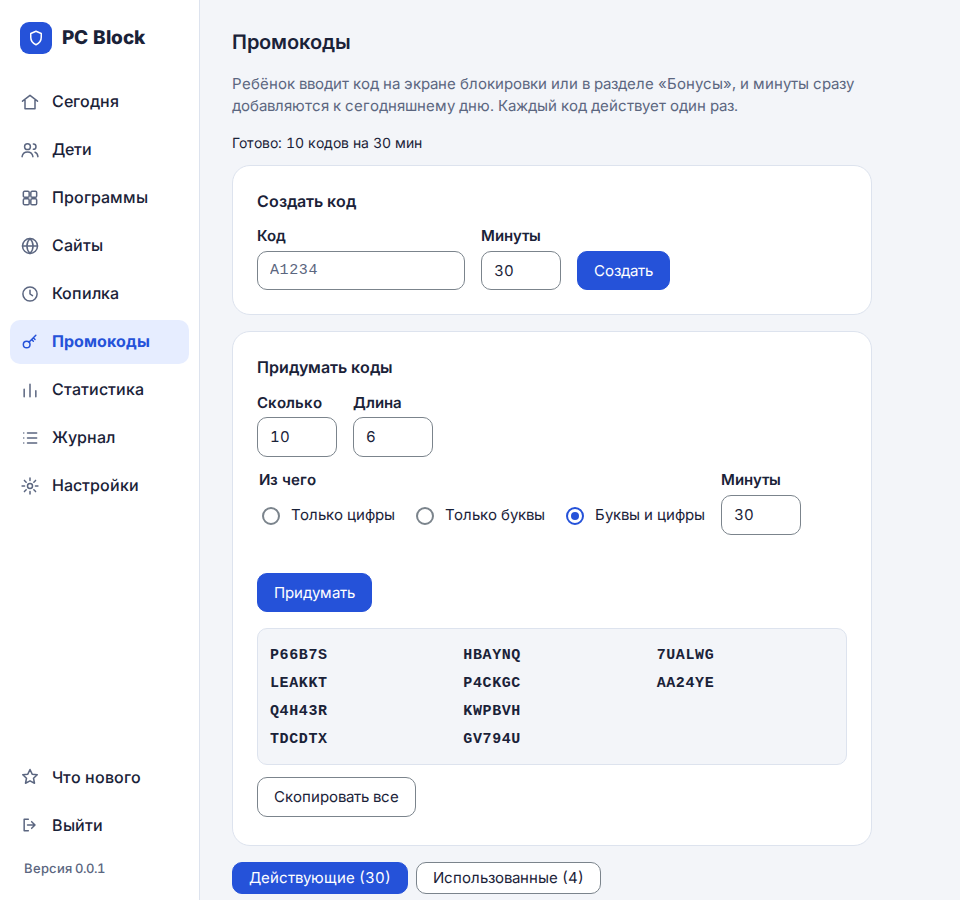 PC Block
Сегодня
Дети
Программы
Сайты
Копилка
Промокоды
Статистика
Журнал
Настройки
Что нового
Выйти
Версия 0.0.1
Промокоды
Ребёнок вводит код на экране блокировки или в разделе «Бонусы», и минуты сразу
добавляются к сегодняшнему дню. Каждый код действует один раз.
Готово: 10 кодов на 30 мин
Создать код
Код
Минуты
A1234
30
Создать
Придумать коды
Сколько
Длина
10
6
Из чего
Минуты
Только цифры
Только буквы
Буквы и цифры
30
Придумать
P66B7S
LEAKKT
Q4H43R
TDCDTX
HBAYNQ
P4CKGC
KWPBVH
GV794U
7UALWG
AA24YE
Скопировать все
Действующие (30)
Использованные (4)